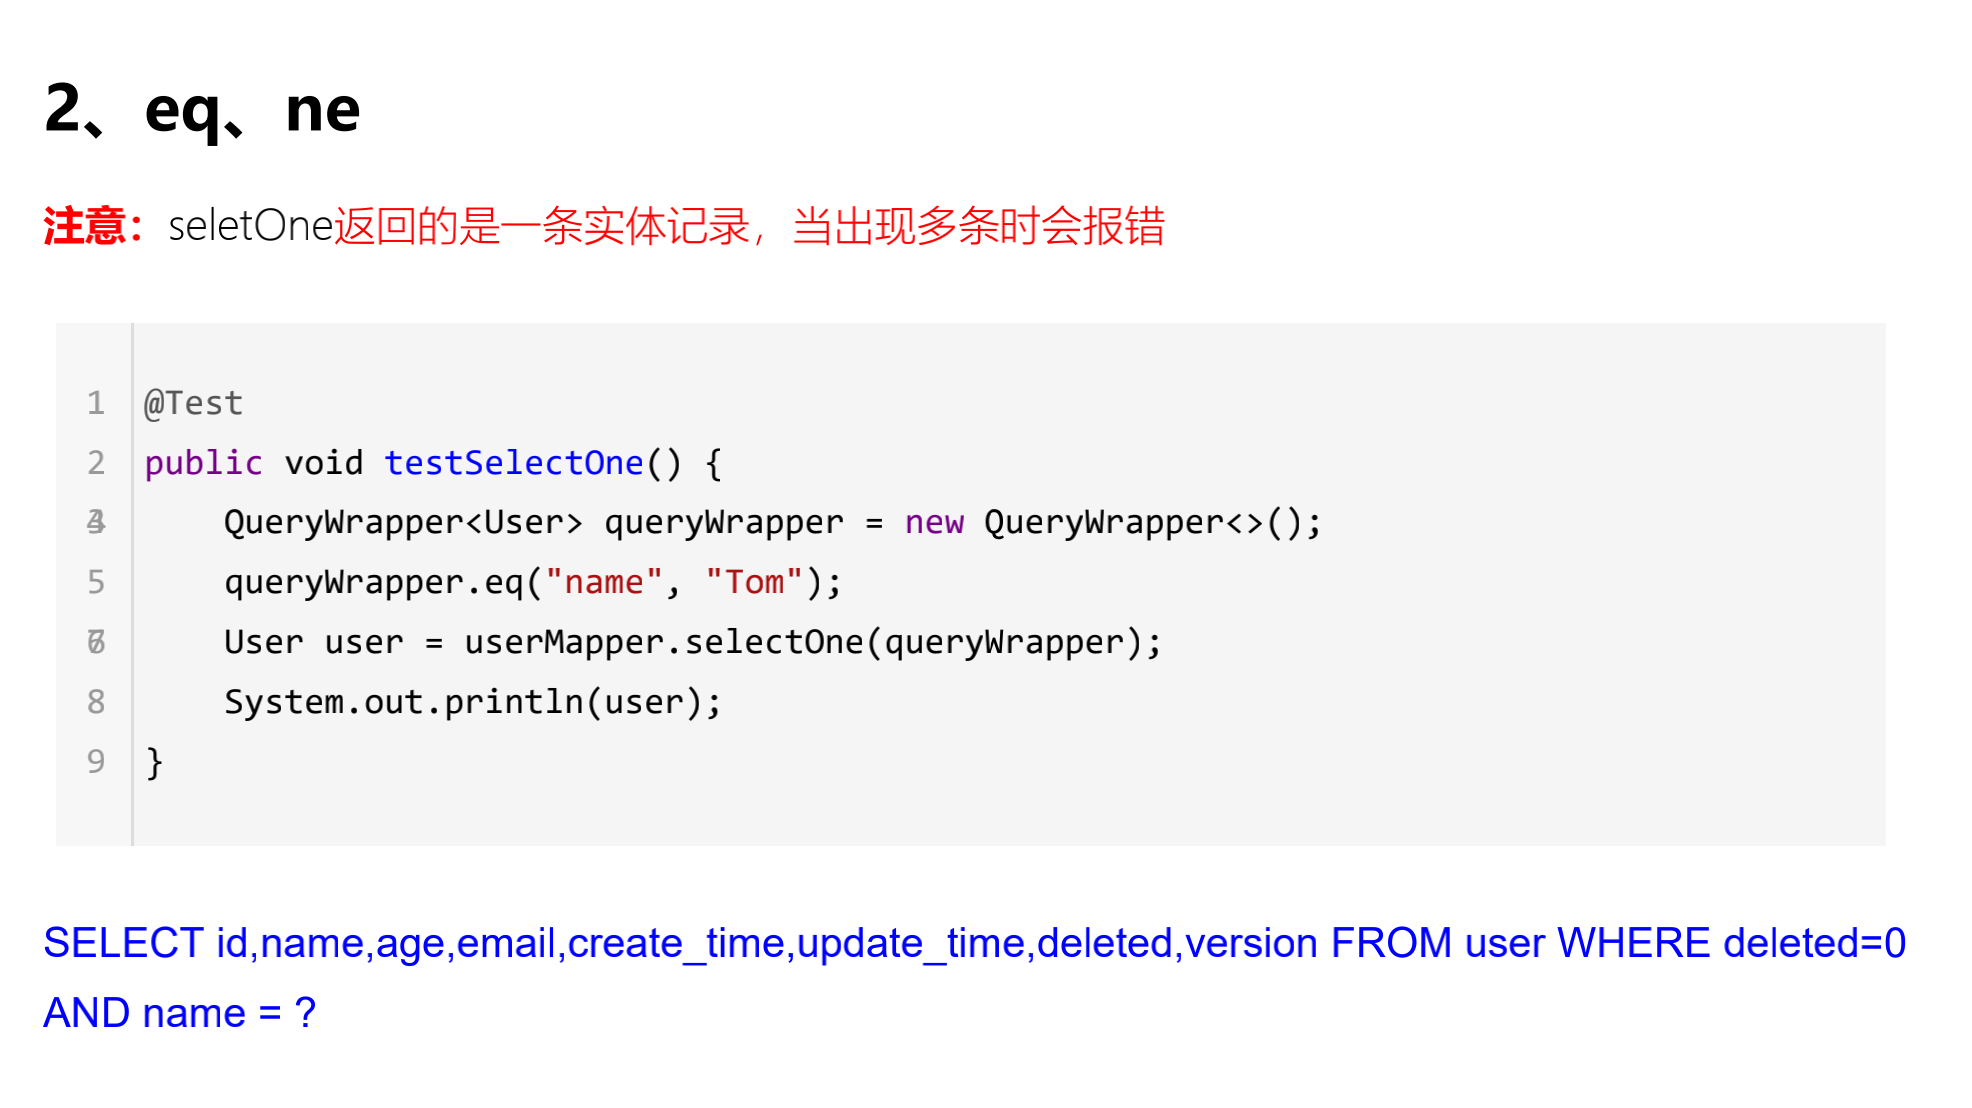 2、eq、ne
注意：seletOne返回的是一条实体记录，当出现多条时会报错
1 @Test
2 public void testSelectOne() {
3 4 QueryWrapper<User> queryWrapper = new QueryWrapper<>();
5 queryWrapper.eq("name", "Tom");
6 7 User user = userMapper.selectOne(queryWrapper);
8 System.out.println(user);
9 }
SELECT id,name,age,email,create_time,update_time,deleted,version FROM user WHERE deleted=0
AND name = ?